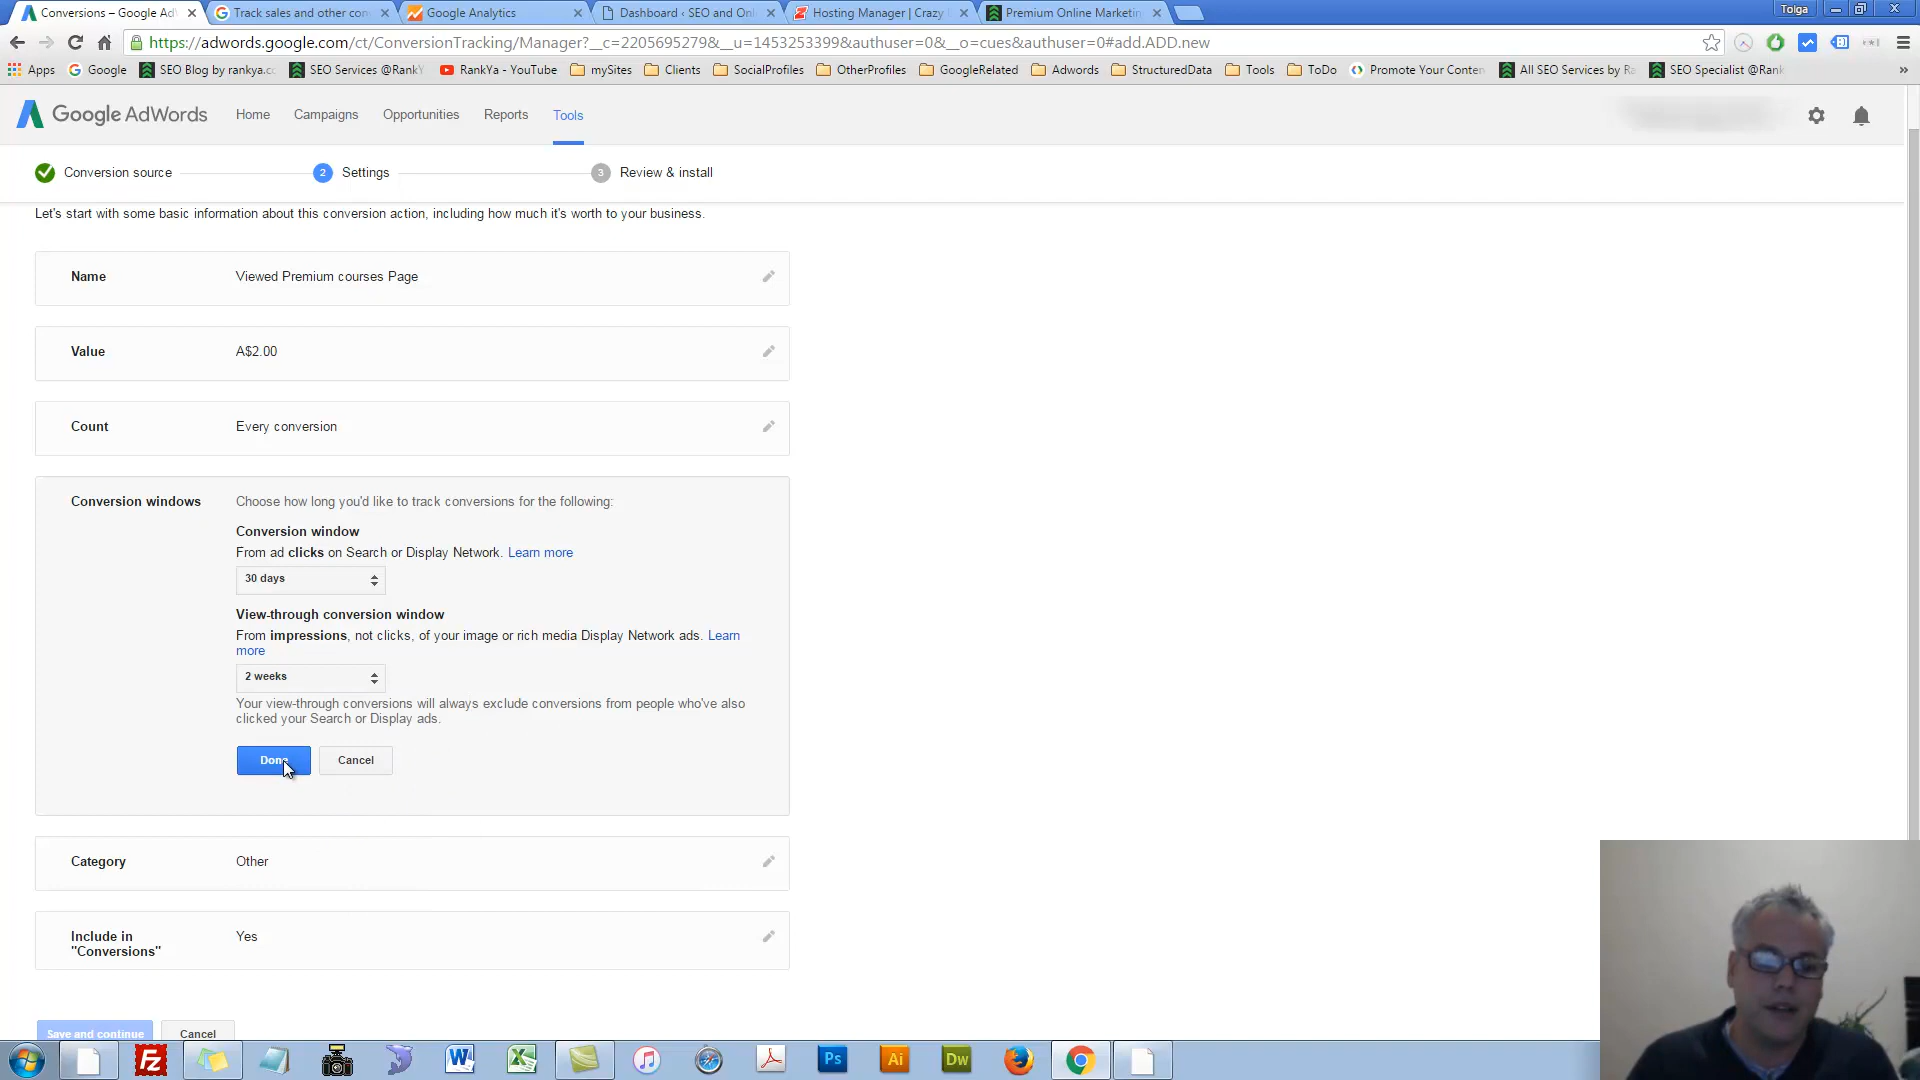 Conversions – Google Ad
Track sales and other con
Google Analytics
Dashboard ‹ SEO and Onl
Hosting Manager | Crazy
Premium Online Marketin
Tolga
https://adwords.google.com/ct/ConversionTracking/Manager?__c=2205695279&__u=1453253399&authuser=0&__o=cues&authuser=0#add.ADD.new
Apps
Google
SEO Blog by rankya.co
SEO Services @RankY
RankYa - YouTube
mySites
Clients
SocialProfiles
OtherProfiles
GoogleRelated
Adwords
StructuredData
Tools
ToDo
Promote Your Conten
All SEO Services by Ra
SEO Specialist @Rank
»
Google AdWords
Home
Campaigns
Opportunities
Reports
Tools
Conversion source
2 Settings
3 Review & install
Let's start with some basic information about this conversion action, including how much it's worth to your business.
Name Viewed Premium courses Page
Value A$2.00
Count Every conversion
Conversion windows Choose how long you'd like to track conversions for the following:
Conversion window
From ad clicks on Search or Display Network. Learn more
30 days
View-through conversion window
From impressions, not clicks, of your image or rich media Display Network ads. Learn
more
2 weeks
Your view-through conversions will always exclude conversions from people who've also
clicked your Search or Display ads.
Done Cancel
Category Other
Include in Yes
"Conversions"
Save and continue Cancel
Fz
W
X
Ps
Ai
Dw